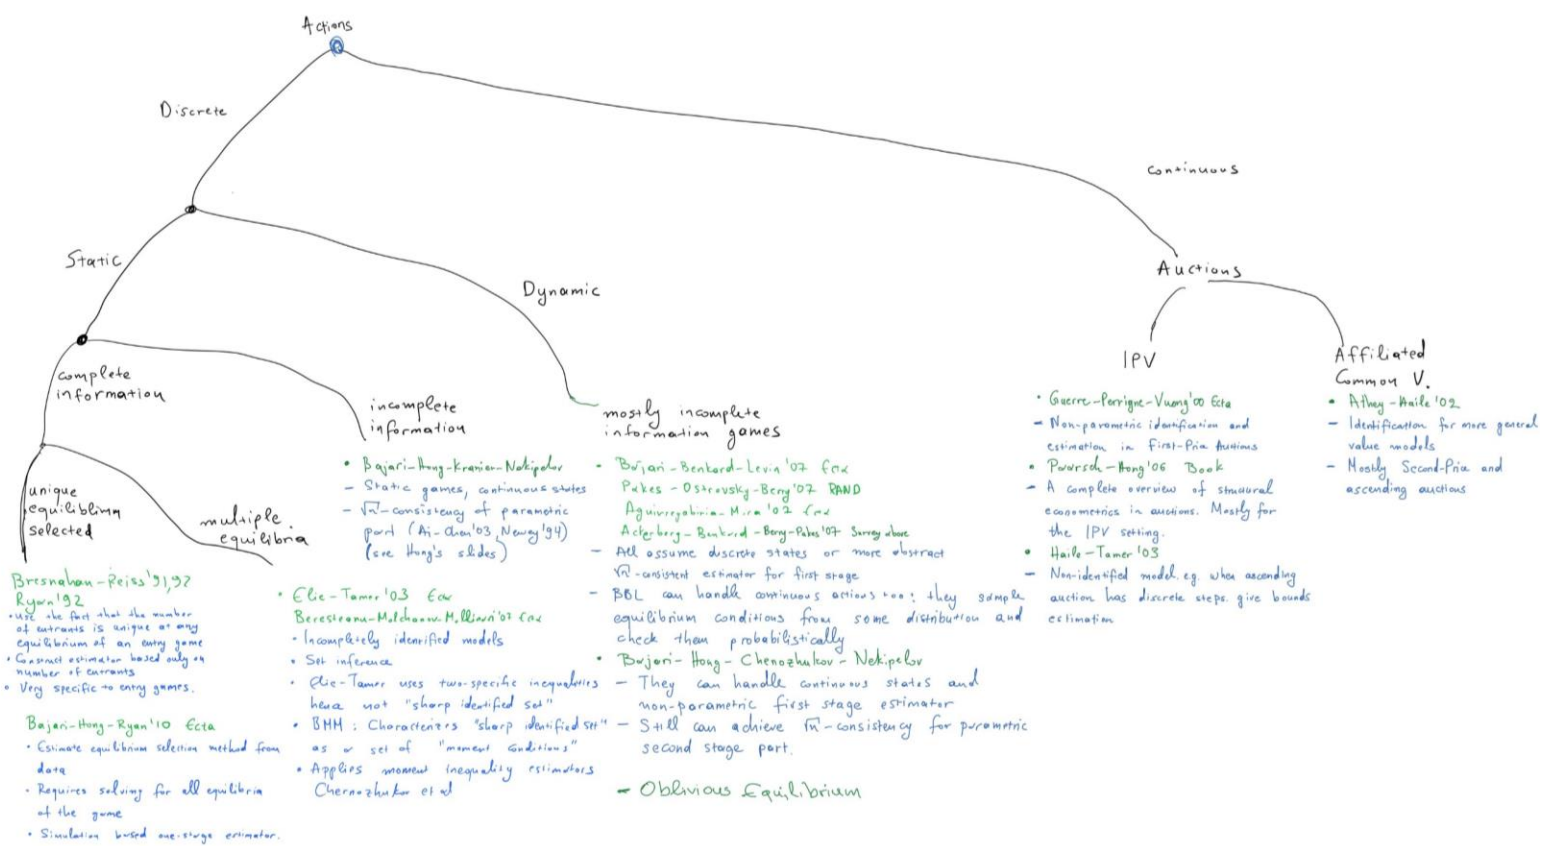 Actions
Discrete
Continuous
Static
Dynamic
Auctions
complete
information
incomplete
information
mostly incomplete
information games
IPV
Affiliated
Common V.
unique
equilibrium
selected
multiple
equilibria
Bresnahan-Reiss'91,92
Ryan'92
• use the fact that the number
of entrants is unique at any
equilibrium of an entry game
• Construct estimator based only on
number of entrants
• Very specific to entry games.
Bajari-Hong-Ryan'10 Ecta
• Estimate equilibrium selection method from
data
• Requires solving for all equilibria
of the game
• Simulation based one-stage estimator.
• Elie-Tamer'03 Ecx
Beresteanu-Molchanov-Mollinari'07 Ecx
• Incompletely identified models
• Set inference
• Elie-Tamer uses two-specific inequalities
hence not "sharp identified set"
• BMM: Characterizes "sharp identified set"
as a set of "moment conditions"
• Applies moment inequality estimators
Chernozhukov et al
• Bajari-Hong-Kranier-Nekipelov
– Static games, continuous states
– √n-consistency of parametric
part (Ai-Chen'03, Newey'94)
(see Hong's slides)
– Bajari-Benkard-Levin'07 Ecx
Pakes-Ostrovsky-Berry'07 RAND
Aguirregabiria-Mira'02 Ecx
Ackerberg-Benkard-Berry-Pakes'07 Survey above
– All assume discrete states or more abstract
√n-consistent estimator for first stage
– BBL can handle continuous actions too: they sample
equilibrium conditions from some distribution and
check them probabilistically
• Bajari-Hong-Chenozhukov-Nekipelov
– They can handle continuous states and
non-parametric first stage estimator
– Still can achieve √n-consistency for parametric
second stage part.
– Oblivious Equilibrium
• Guerre-Perrigne-Vuong'00 Ecta
– Non-parametric identification and
estimation in First-Price Auctions
• Paarsch-Hong'06 Book
– A complete overview of structural
econometrics in auctions. Mostly for
the IPV setting.
• Haile-Tamer'03
– Non-identified model. eg. when ascending
auction has discrete steps. give bounds
estimation
• Athey-Haile'02
– Identification for more general
value models
– Mostly Second-Price and
ascending auctions